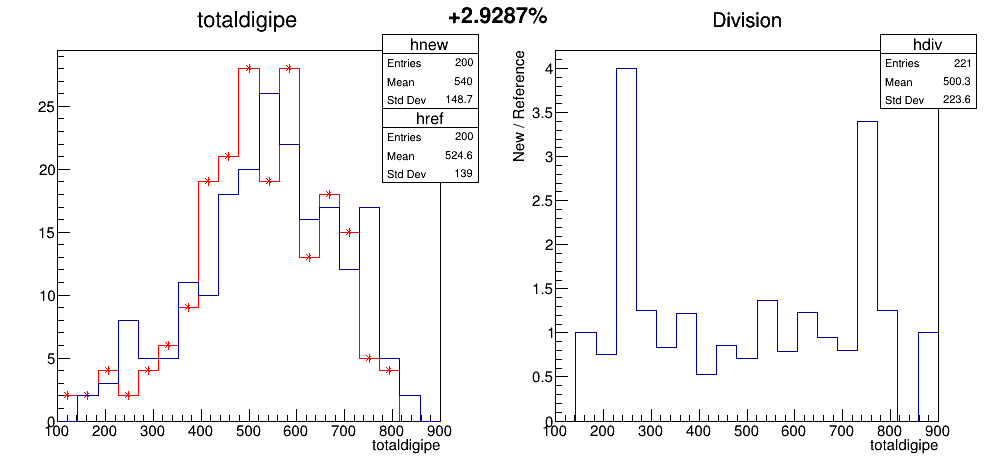 +2.9287%
totaldigipe
hnew
Entries 200
Mean 540
Std Dev 148.7
href
Entries 200
Mean 524.6
Std Dev 139
25
20
15
10
5
0
100 200 300 400 500 600 700 800 900
totaldigipe
Division
hdiv
Entries 221
Mean 500.3
Std Dev 223.6
New / Reference
4
3.5
3
2.5
2
1.5
1
0.5
0
100 200 300 400 500 600 700 800 900
totaldigipe